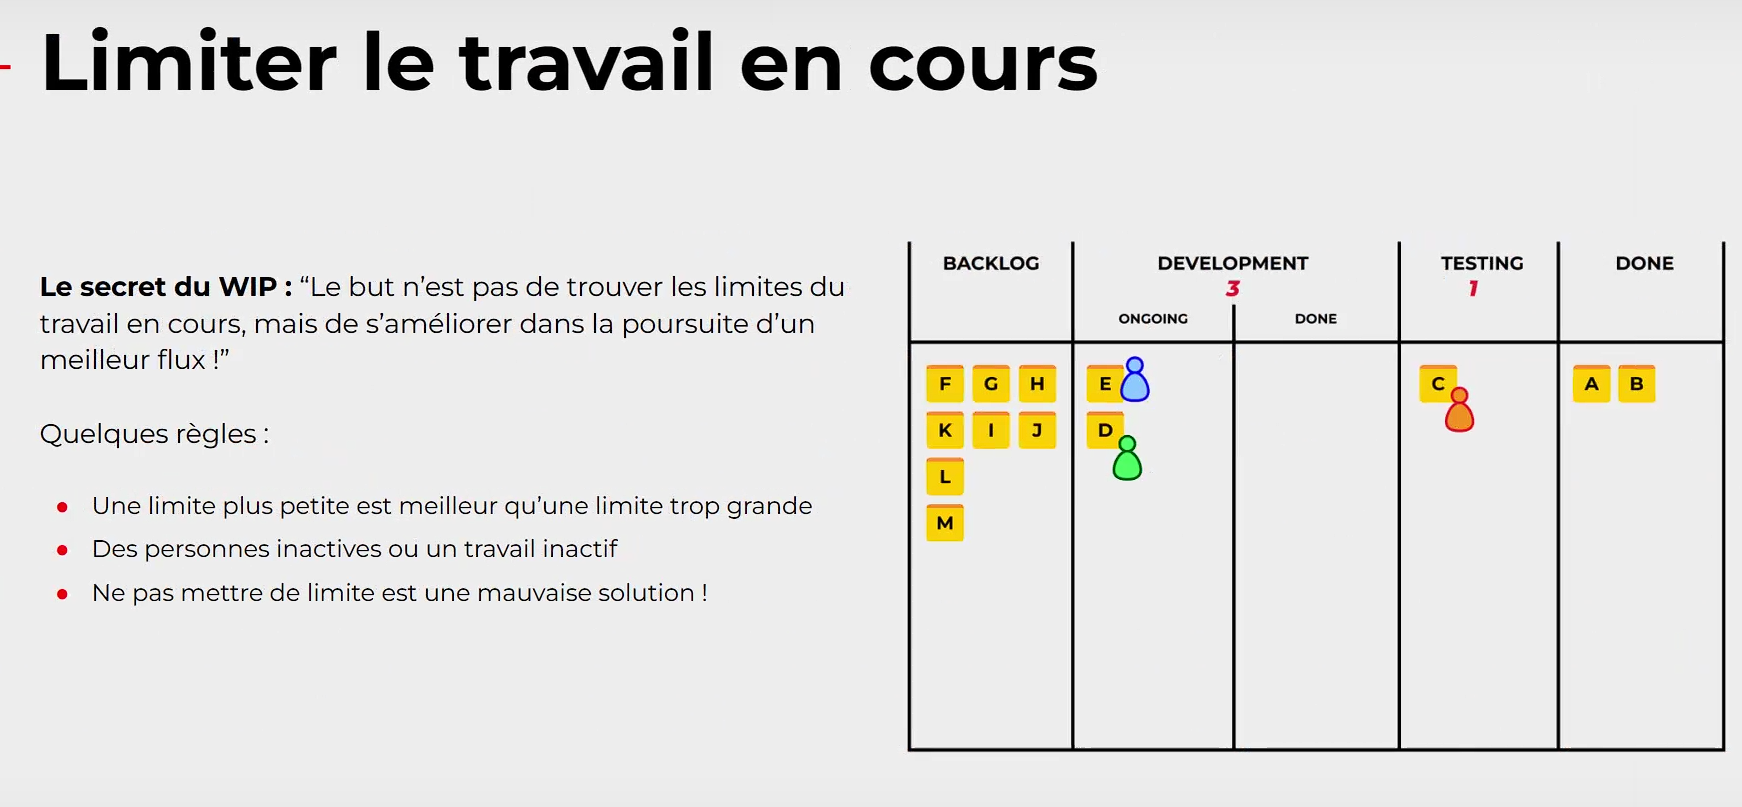 Limiter le travail en cours
Le secret du WIP : “Le but n’est pas de trouver les limites du
travail en cours, mais de s’améliorer dans la poursuite d’un
meilleur flux !”
Quelques règles :
Une limite plus petite est meilleur qu’une limite trop grande
Des personnes inactives ou un travail inactif
Ne pas mettre de limite est une mauvaise solution !
BACKLOG DEVELOPMENT TESTING DONE
3 1
ONGOING DONE
F G H E C A B
K I J D
L
M